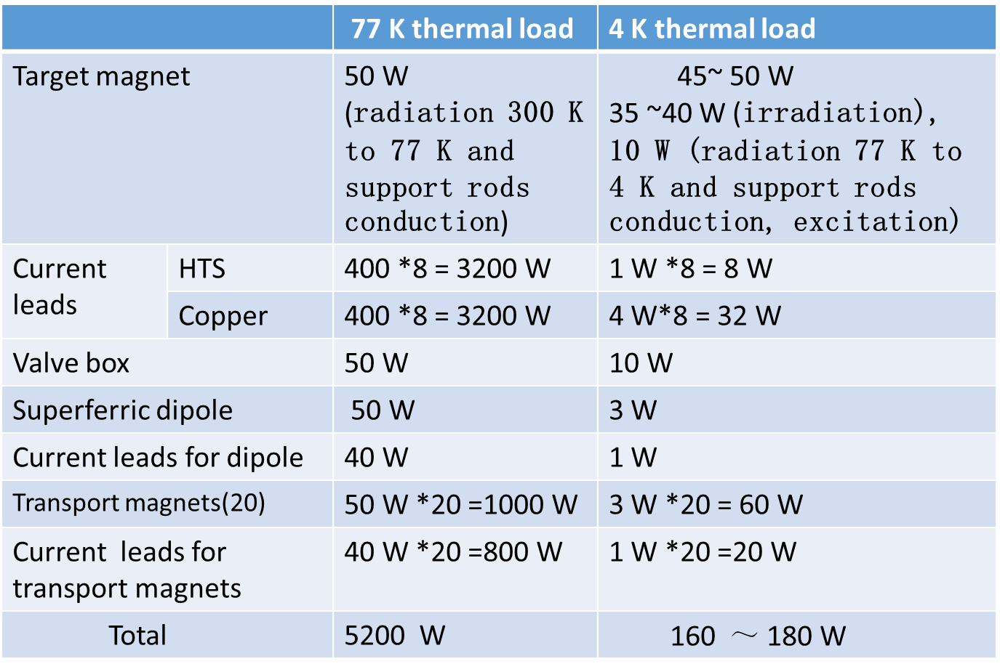 77 K thermal load
4 K thermal load
Target magnet
50 W
(radiation 300 K
to 77 K and
support rods
conduction)
45~ 50 W
35 ~40 W (irradiation),
10 W (radiation 77 K to
4 K and support rods
conduction, excitation)
Current
leads
HTS
400 *8 = 3200 W
1 W *8 = 8 W
Copper
400 *8 = 3200 W
4 W*8 = 32 W
Valve box
50 W
10 W
Superferric dipole
50 W
3 W
Current leads for dipole
40 W
1 W
Transport magnets(20)
50 W *20 =1000 W
3 W *20 = 60 W
Current leads for
transport magnets
40 W *20 =800 W
1 W *20 =20 W
Total
5200 W
160 ～ 180 W